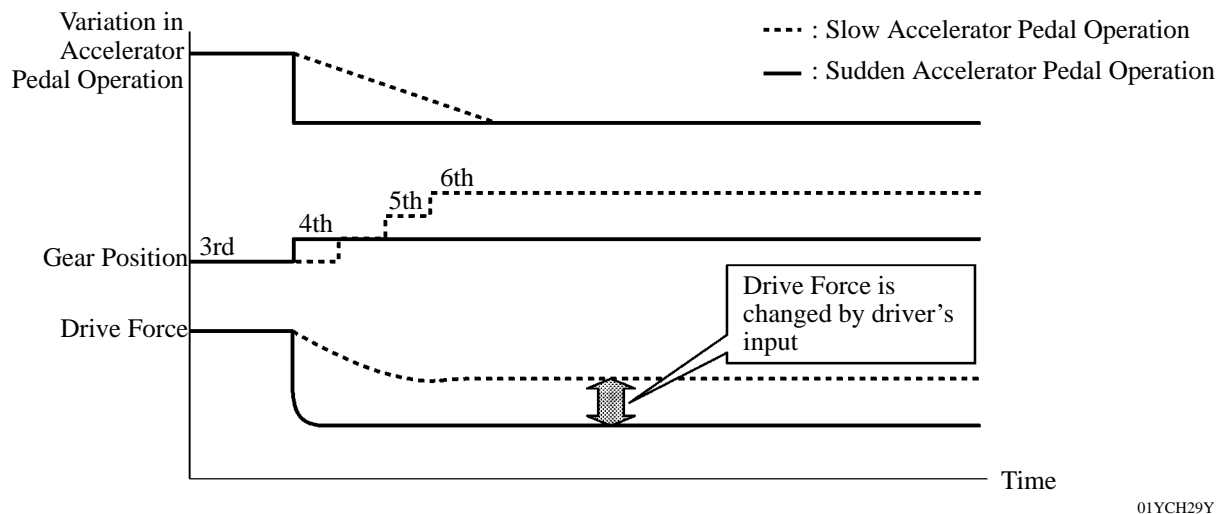 Variation in
Accelerator
Pedal Operation
: Slow Accelerator Pedal Operation
: Sudden Accelerator Pedal Operation
6th
5th
4th
3rd
Gear Position
Drive Force is
changed by driver's
input
Drive Force
Time
01YCH29Y